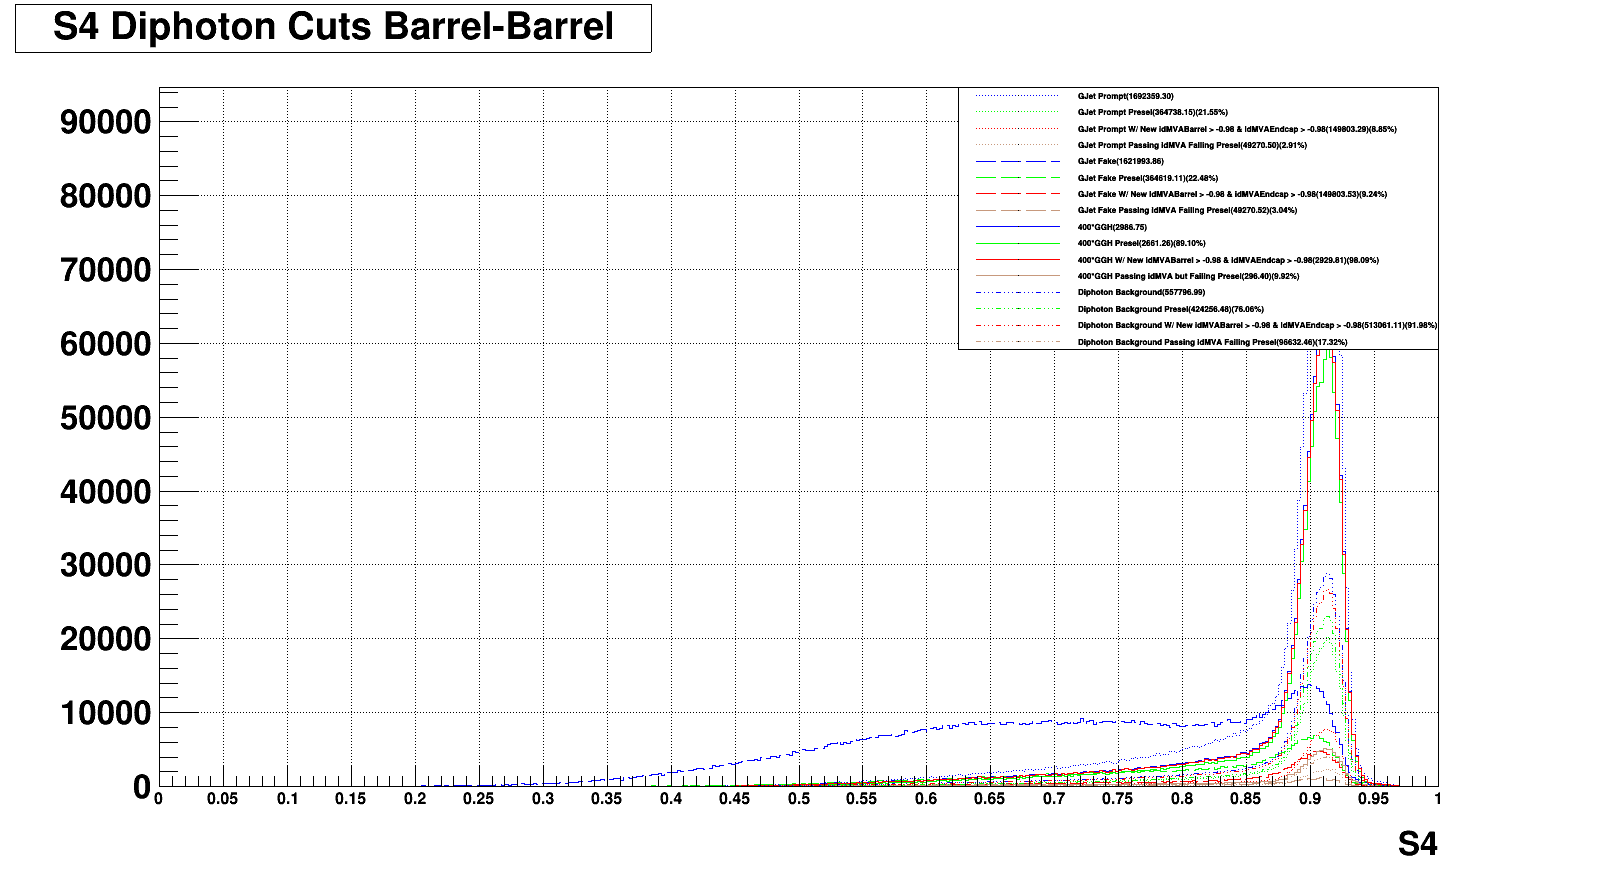 S4 Diphoton Cuts Barrel-Barrel
GJet Prompt(1692359.30)
GJet Prompt Presel(364738.15)(21.55%)
GJet Prompt W/ New idMVABarrel > -0.98 & idMVAEndcap > -0.98(149803.29)(8.85%)
GJet Prompt Passing idMVA Failing Presel(49270.50)(2.91%)
GJet Fake(1621993.86)
GJet Fake Presel(364619.11)(22.48%)
GJet Fake W/ New idMVABarrel > -0.98 & idMVAEndcap > -0.98(149803.53)(9.24%)
GJet Fake Passing idMVA Failing Presel(49270.52)(3.04%)
400*GGH(2986.75)
400*GGH Presel(2661.26)(89.10%)
400*GGH W/ New idMVABarrel > -0.98 & idMVAEndcap > -0.98(2929.81)(98.09%)
400*GGH Passing idMVA but Failing Presel(296.40)(9.92%)
Diphoton Background(557796.99)
Diphoton Background Presel(424256.48)(76.06%)
Diphoton Background W/ New idMVABarrel > -0.98 & idMVAEndcap > -0.98(513061.11)(91.98%)
Diphoton Background Passing idMVA Failing Presel(96632.46)(17.32%)
90000
80000
70000
60000
50000
40000
30000
20000
10000
0
0 0.05 0.1 0.15 0.2 0.25 0.3 0.35 0.4 0.45 0.5 0.55 0.6 0.65 0.7 0.75 0.8 0.85 0.9 0.95 1
S4